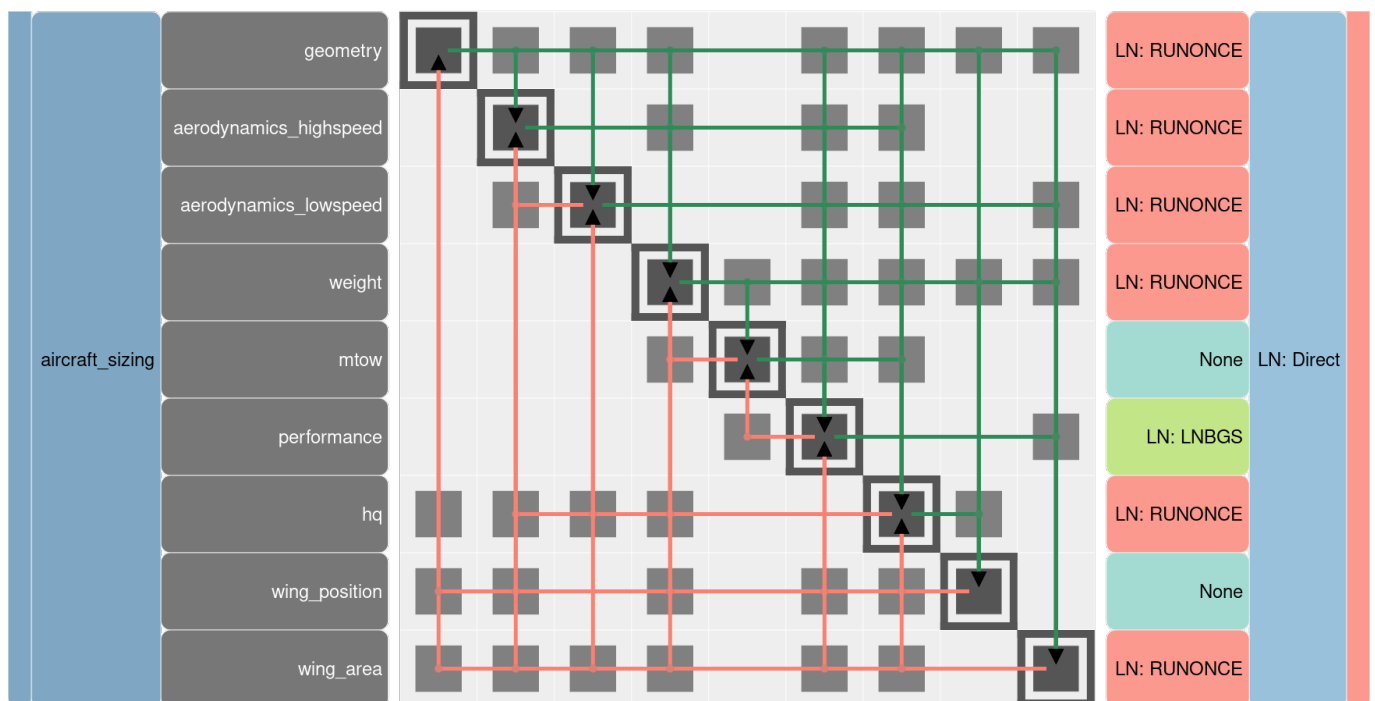 geometry
LN: RUNONCE
aerodynamics_highspeed
LN: RUNONCE
aerodynamics_lowspeed
LN: RUNONCE
weight
LN: RUNONCE
aircraft_sizing
mtow
None
LN: Direct
performance
LN: LNBGS
hq
LN: RUNONCE
wing_position
None
wing_area
LN: RUNONCE